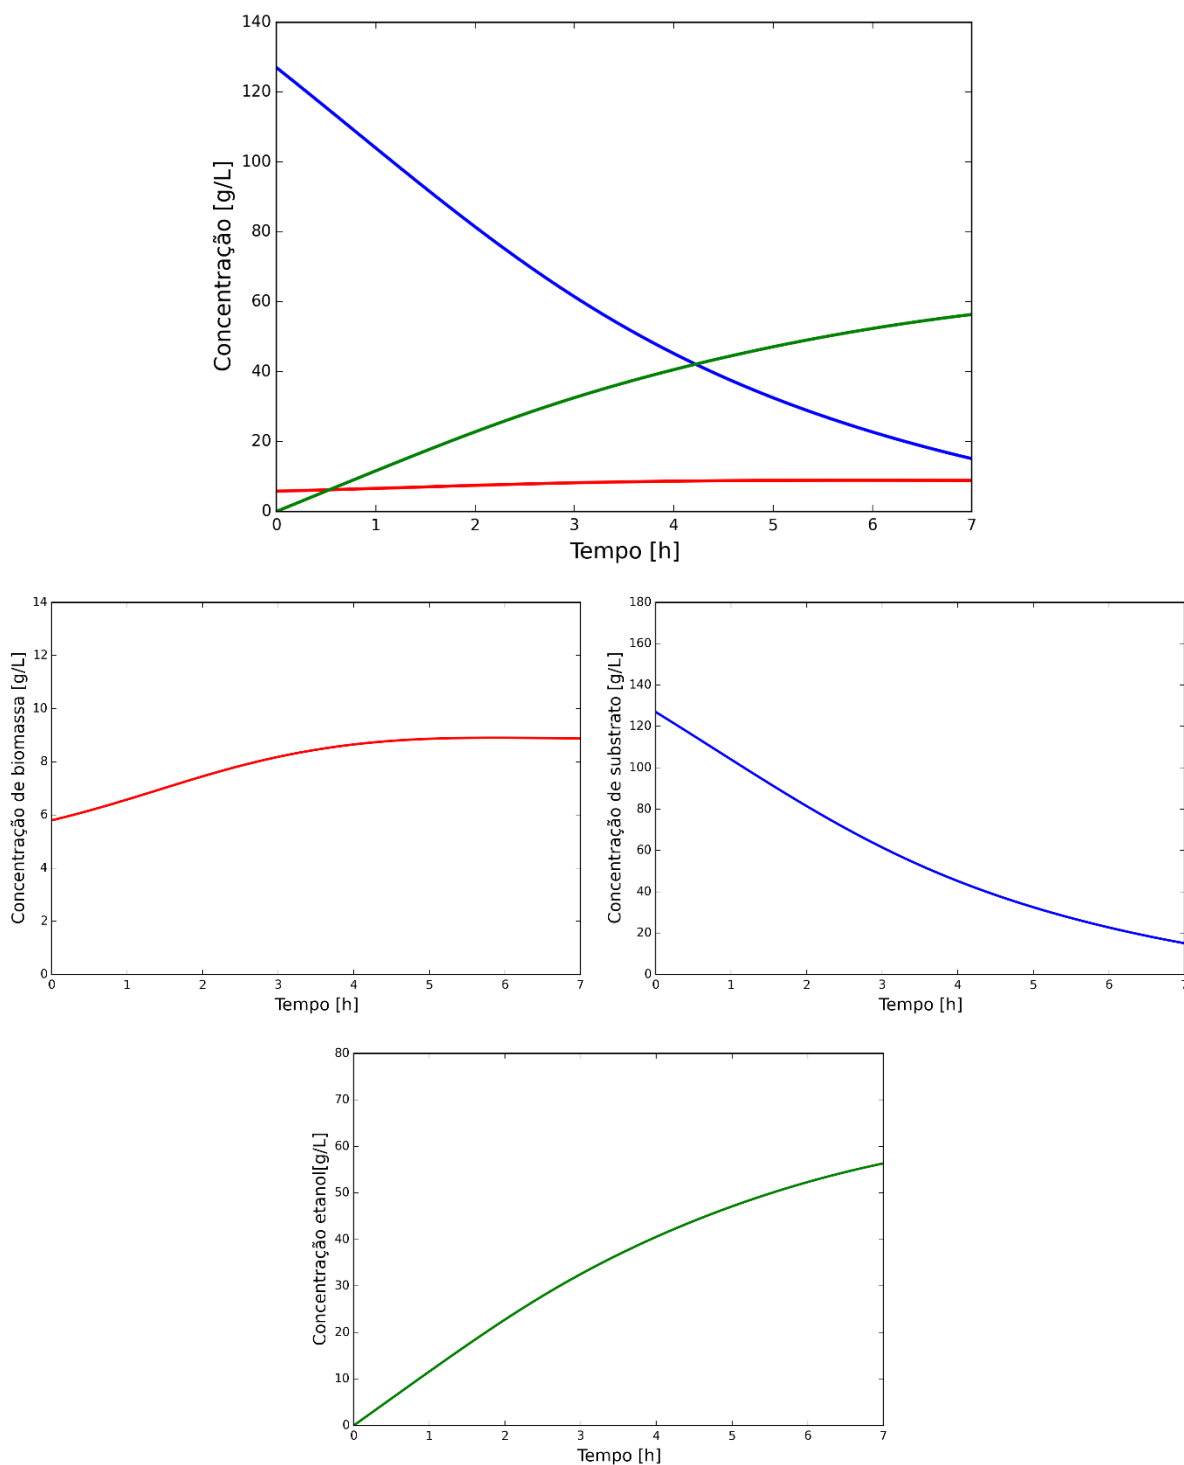 140
120
100
80
60
40
20
0
Concentração [g/L]
0 1 2 3 4 5 6 7
Tempo [h]
14
12
10
8
6
4
2
0
Concentração de biomassa [g/L]
0 1 2 3 4 5 6 7
Tempo [h]
180
160
140
120
100
80
60
40
20
0
Concentração de substrato [g/L]
0 1 2 3 4 5 6 7
Tempo [h]
80
70
60
50
40
30
20
10
0
Concentração etanol[g/L]
0 1 2 3 4 5 6 7
Tempo [h]